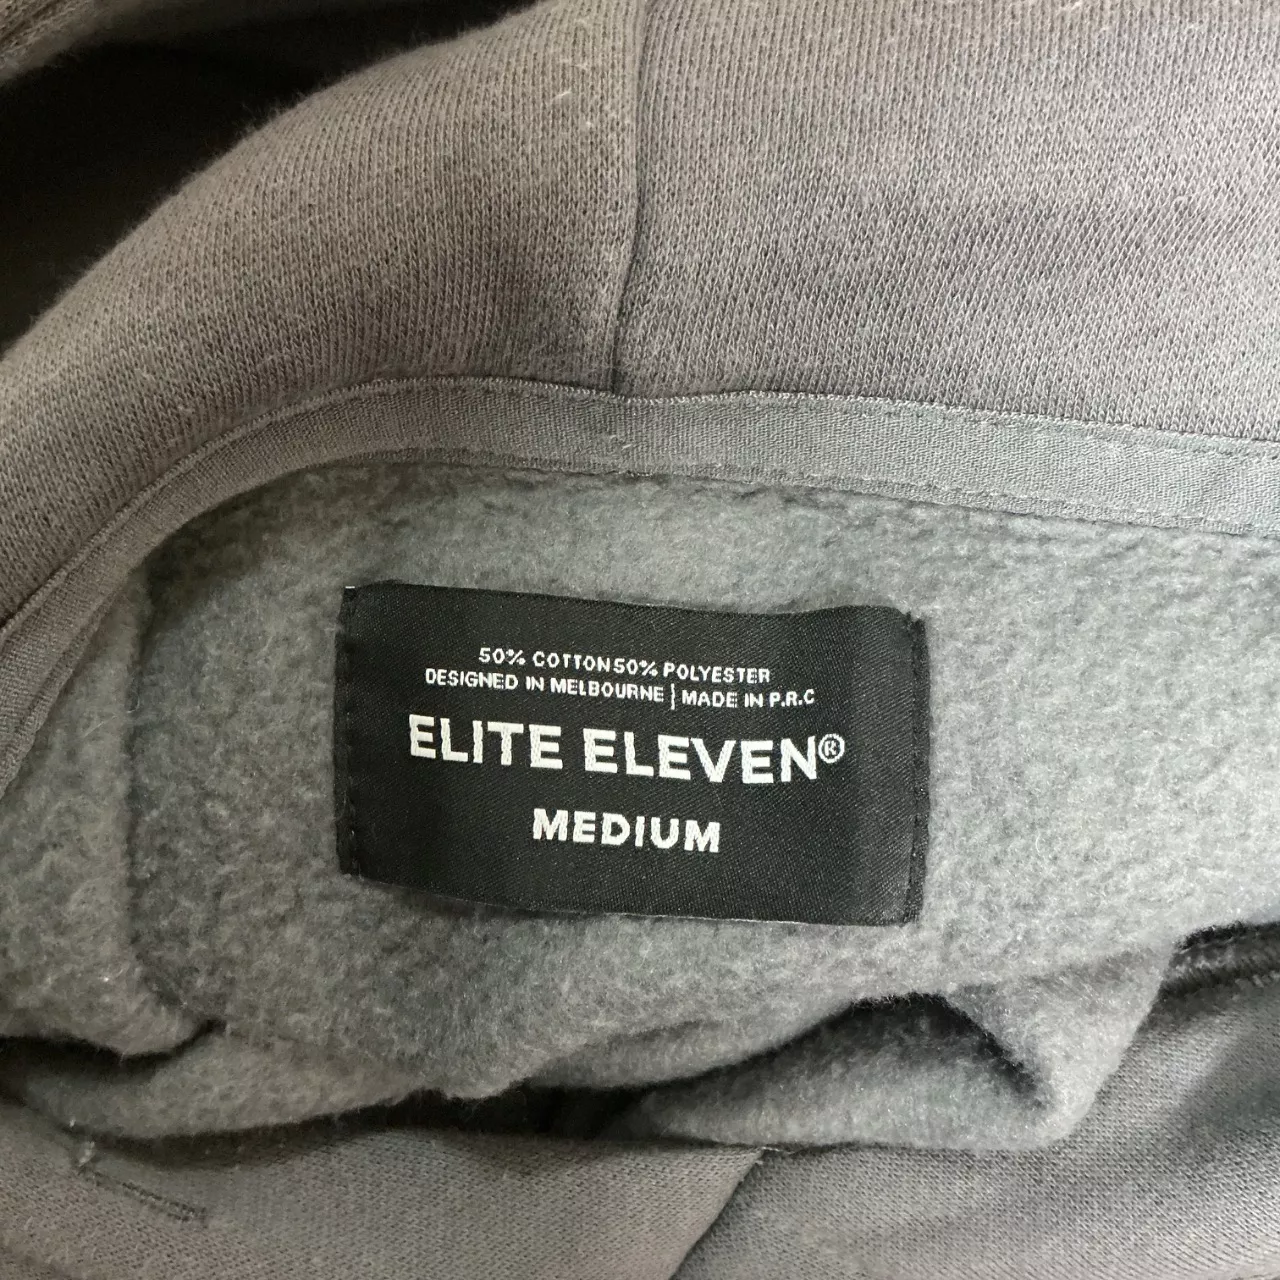 50% COTTON 50% POLYESTER
DESIGNED IN MELBOURNE | MADE IN P.R.C
ELITE ELEVEN®
MEDIUM